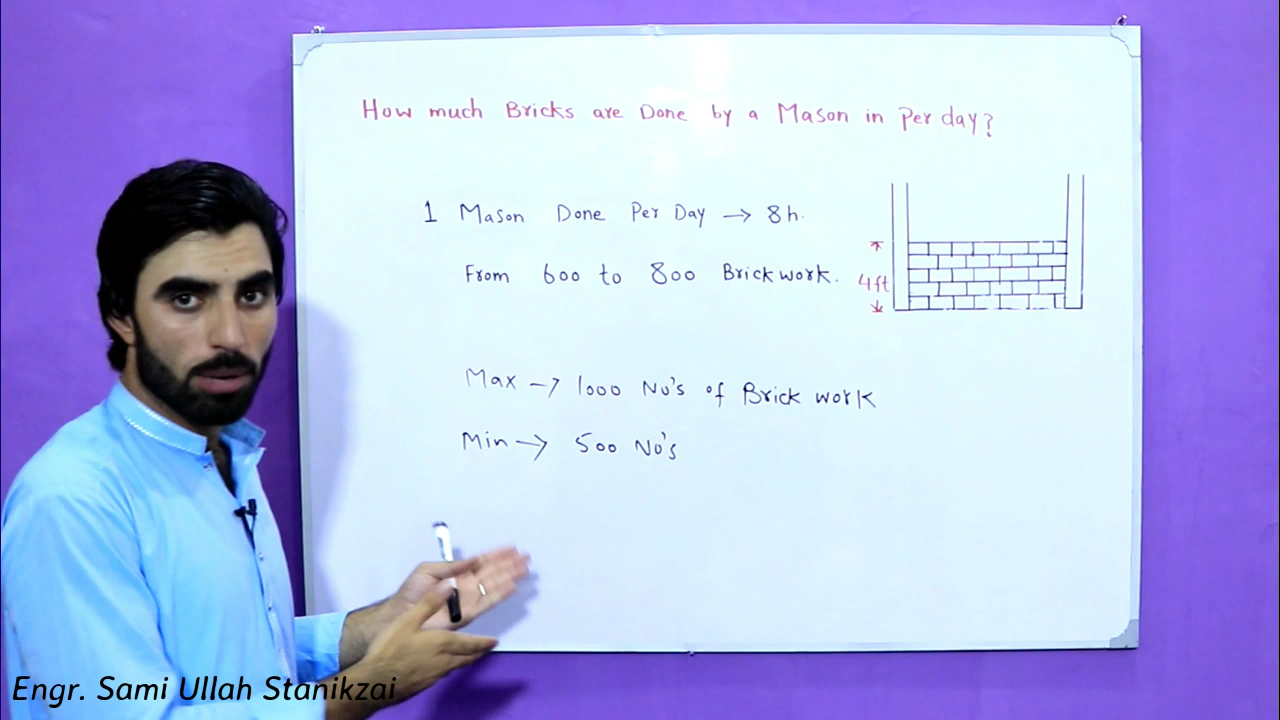 How much Bricks are Done by a Mason in Per day?
1 Mason Done Per Day → 8h.
From 600 to 800 Brickwork.
4ft
Max → 1000 No's of Brick work
Min → 500 No's
Engr. Sami Ullah Stanikzai